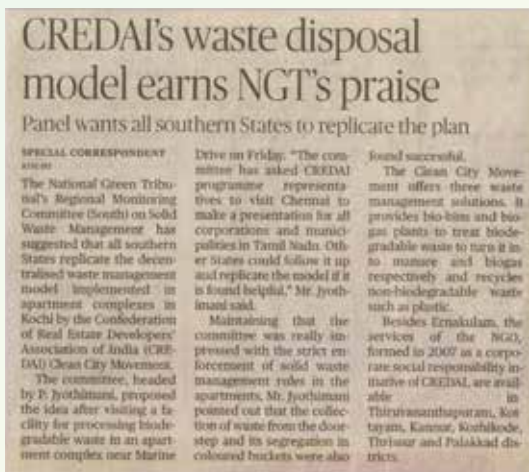 CREDAI's waste disposal
model earns NGT's praise
Panel wants all southern States to replicate the plan
SPECIAL CORRESPONDENT
KOCHI
The National Green Tribu-
nal's Regional Monitoring
Committee (South) on Solid
Waste Management has
suggested that all southern
States replicate the decen-
tralised waste management
model implemented in
apartment complexes in
Kochi by the Confederation
of Real Estate Developers'
Association of India (CRE-
DAI) Clean City Movement.
The committee, headed
by P. Jyothimani, proposed
the idea after visiting a fa-
cility for processing biode-
gradable waste in an apart-
ment complex near Marine
Drive on Friday. "The com-
mittee has asked CREDAI
programme representa-
tives to visit Chennai to
make a presentation for all
corporations and munici-
palities in Tamil Nadu. Oth-
er States could follow it up
and replicate the model if it
is found helpful," Mr. Jyoth-
imani said.
Maintaining that the
committee was really im-
pressed with the strict en-
forcement of solid waste
management rules in the
apartments, Mr. Jyothimani
pointed out that the collec-
tion of waste from the door-
step and its segregation in
coloured buckets were also
found successful.
The Clean City Move-
ment offers three waste
management solutions. It
provides bio-bins and bio-
gas plants to treat biode-
gradable waste to turn it in-
to manure and biogas
respectively and recycles
non-biodegradable waste
such as plastic.
Besides Ernakulam, the
services of the NGO,
formed in 2007 as a corpo-
rate social responsibility in-
itiative of CREDAI, are avail-
able in
Thiruvananthapuram, Kot-
tayam, Kannur, Kozhikode,
Thrissur and Palakkad dis-
tricts.